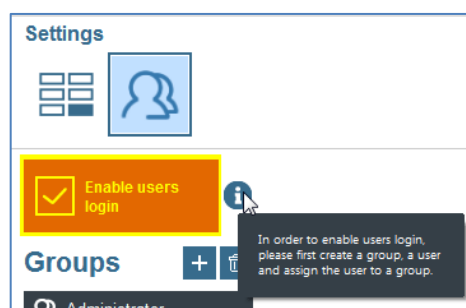 Settings
Enable users
login
In order to enable users login,
please first create a group, a user
and assign the user to a group.
Groups
Administrator